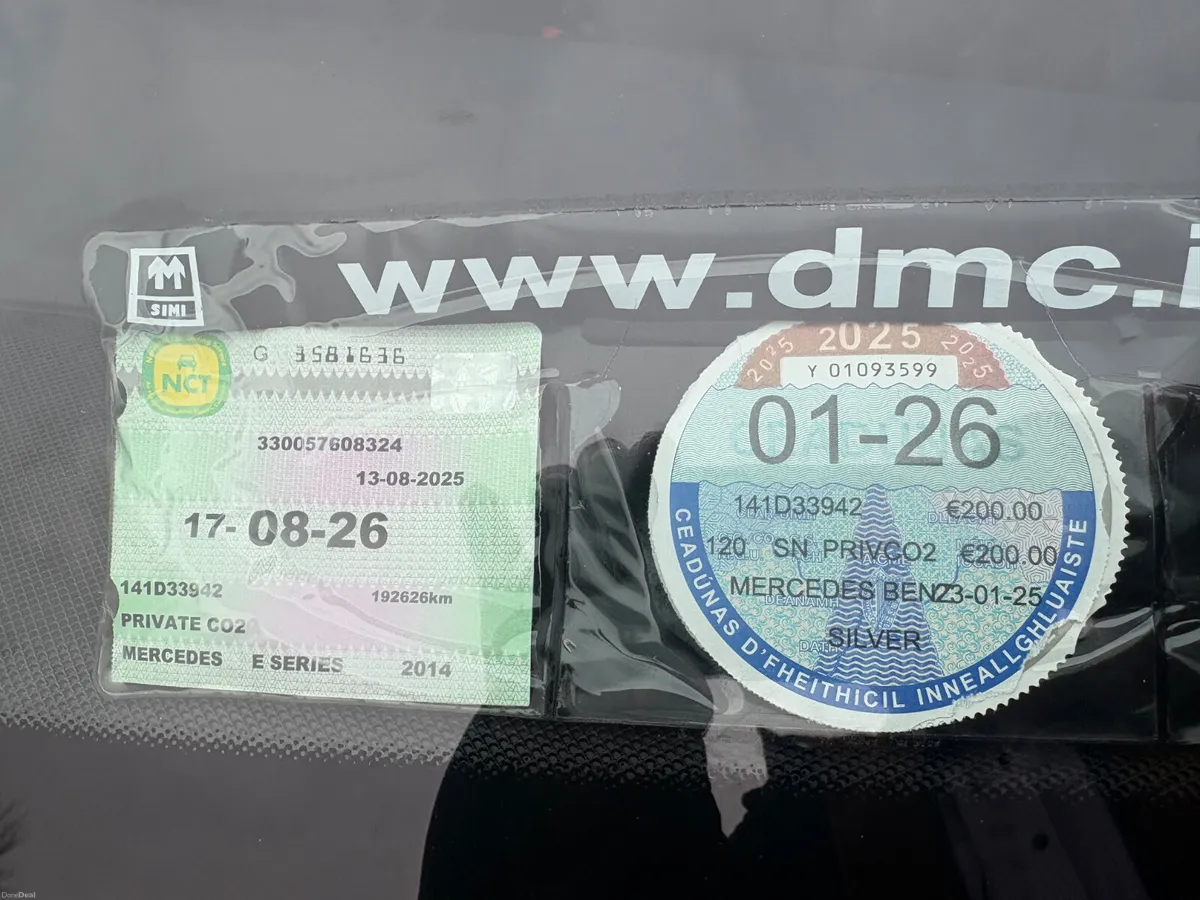 www.dmc.i
SIMI
NCT
G 3581636
330057608324
13-08-2025
17-08-26
141D33942
192626km
PRIVATE CO2
MERCEDES E SERIES 2014
2025 2025 2025
Y 01093599
01-26
141D33942 €200.00
120 SN PRIVCO2 €200.00
MERCEDES BENZ 23-01-25
SILVER
CEADÚNAS D'FHEITHICIL INNEALLGHLUAISTE
DoneDeal